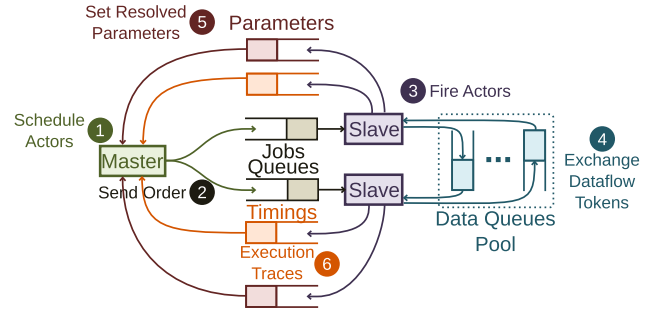 Set Resolved
Parameters
5
Parameters
3 Fire Actors
Schedule
Actors
1
Master
Slave
Jobs
Queues
4
Exchange
Dataflow
Tokens
...
Send Order 2
Slave
Timings
Data Queues
Pool
Execution
Traces
6